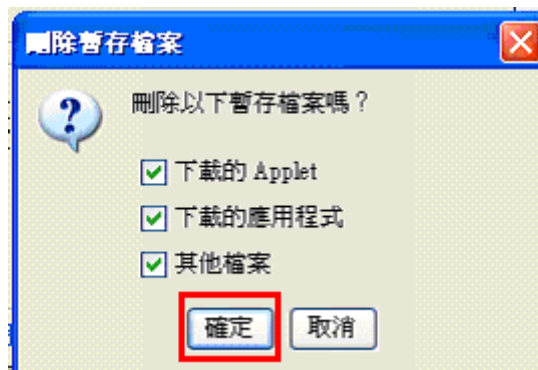 刪除暫存檔案
刪除以下暫存檔案嗎？
下載的 Applet
下載的應用程式
其他檔案
確定 取消